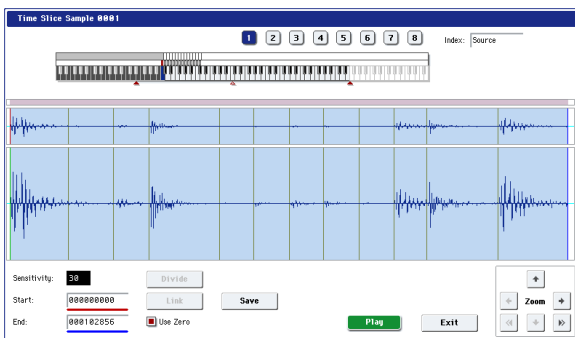 Time Slice Sample 0001
1 2 3 4 5 6 7 8 Index: Source
Sensitivity: 30 Divide
Start: 000000000 Link Save
End: 000102856 Use Zero Play Exit
Zoom